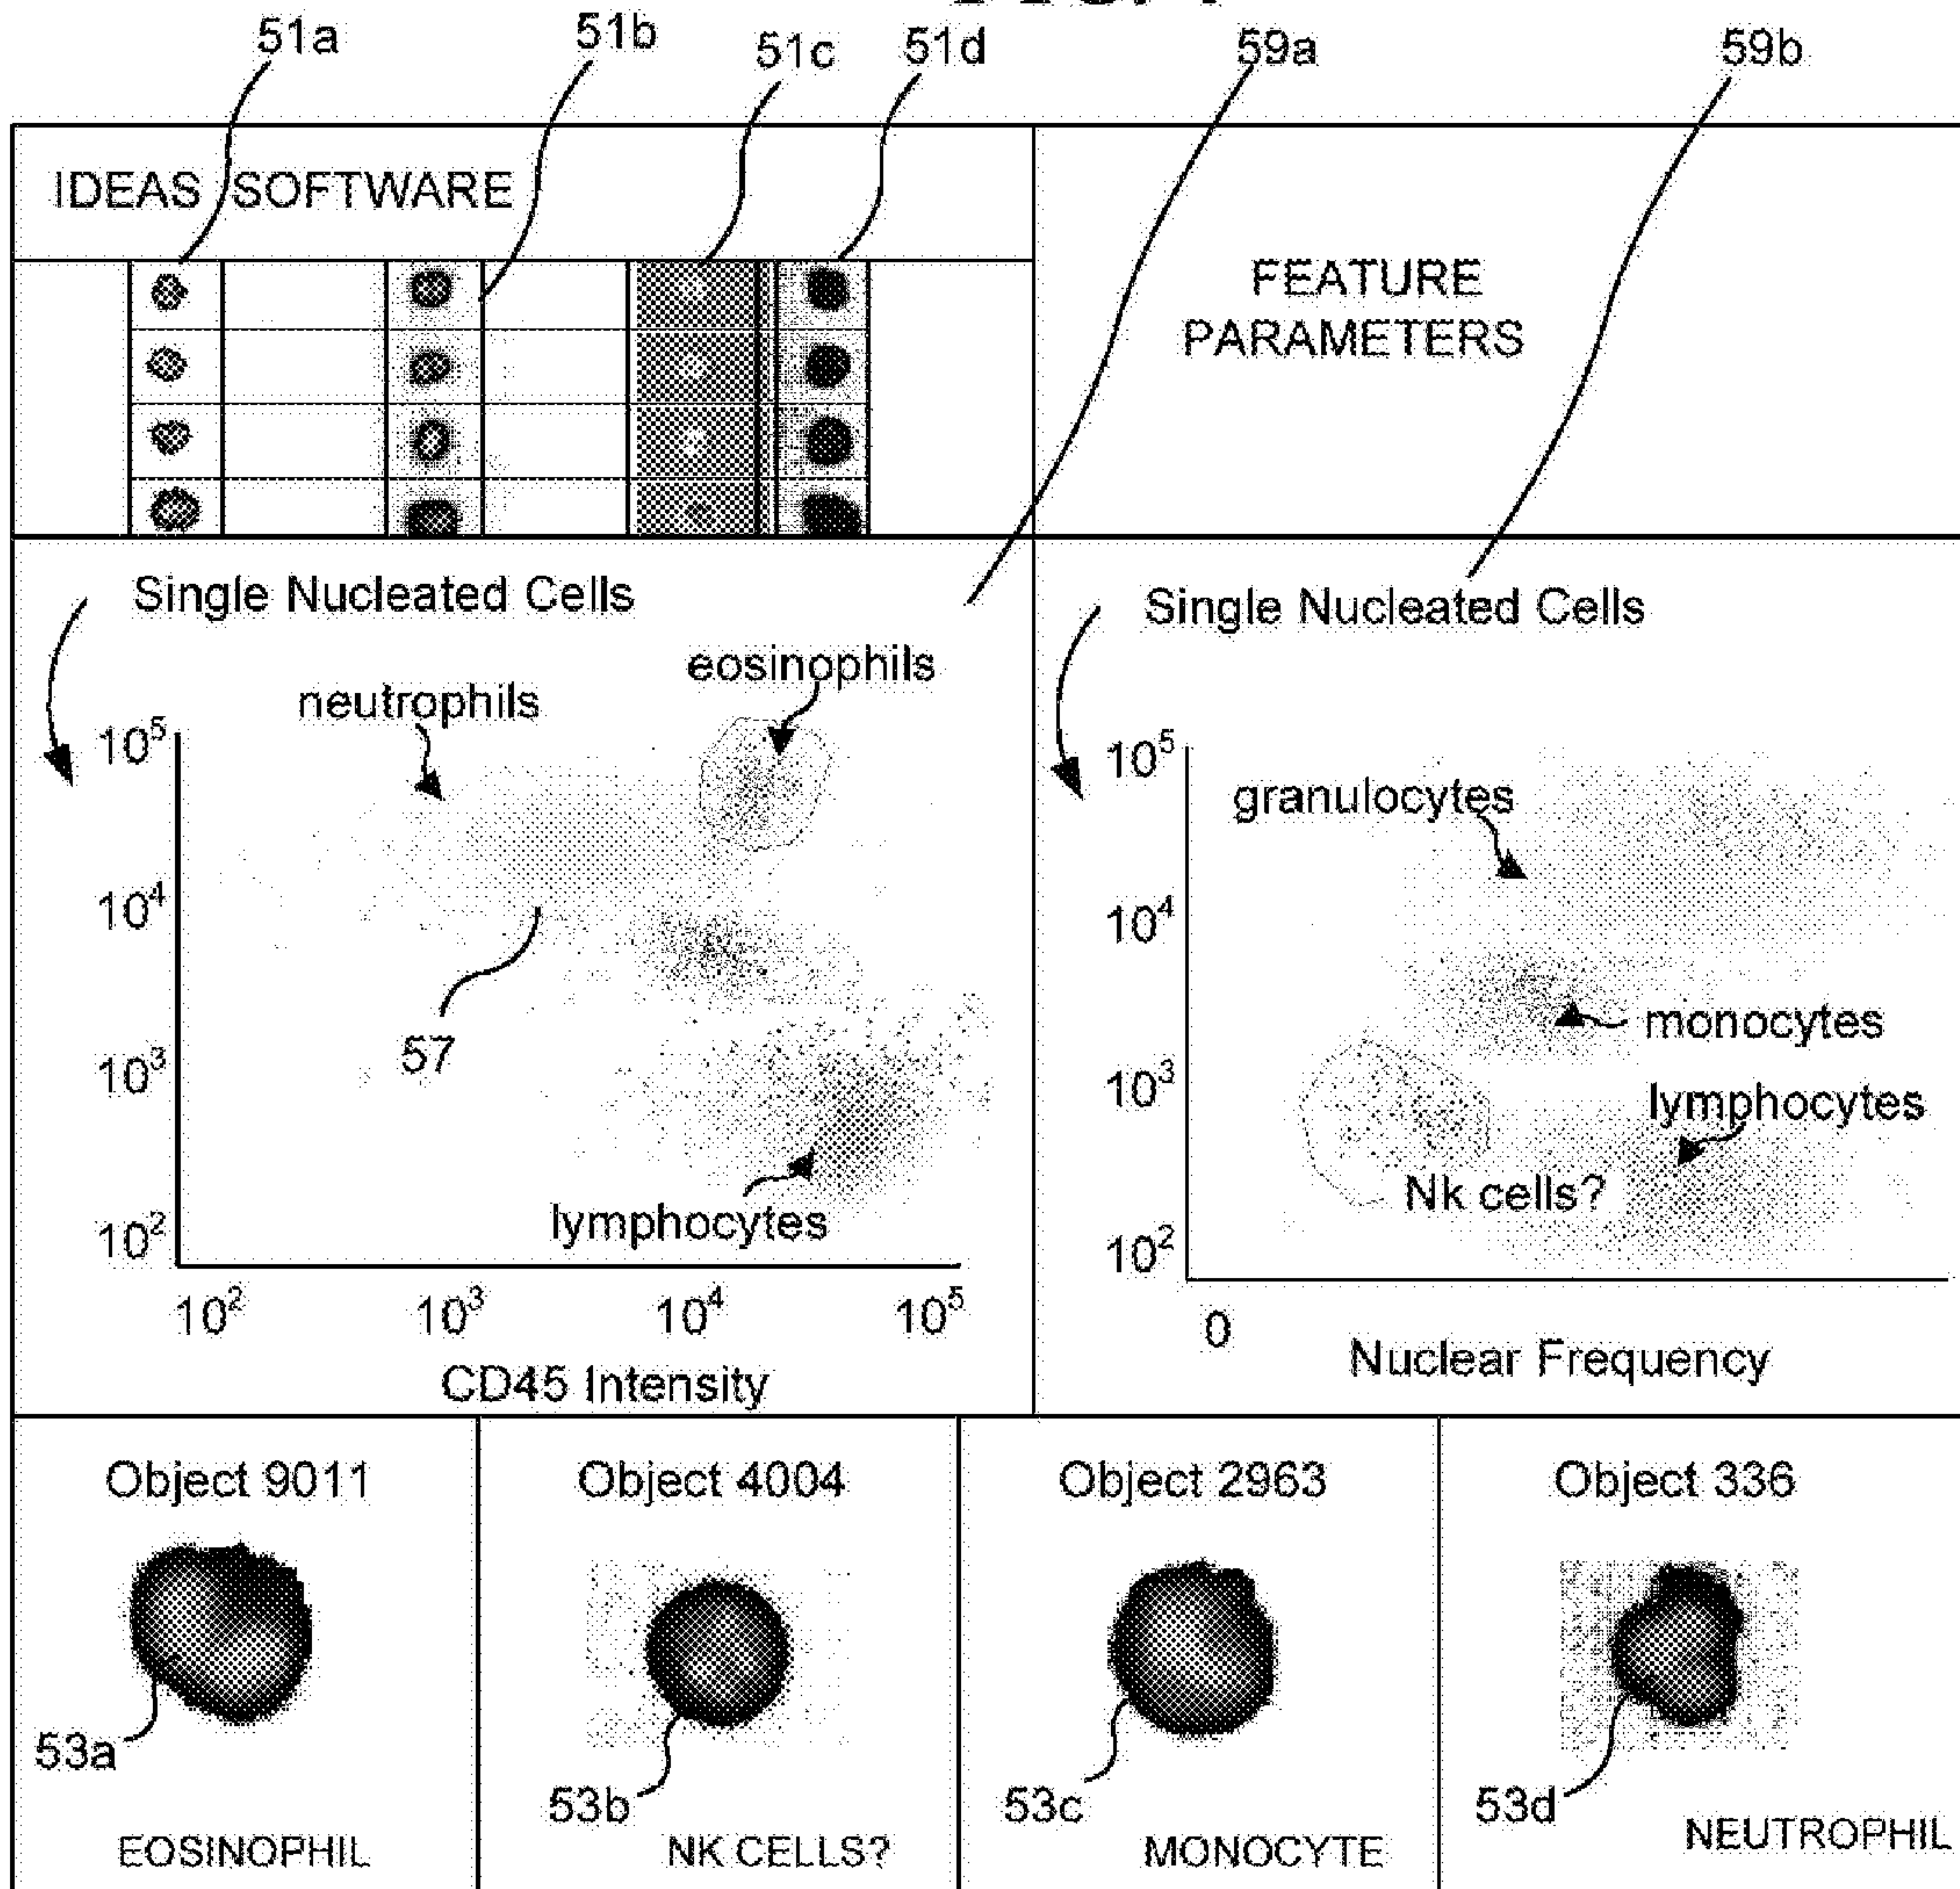 51a
51b
51c
51d
59a
59b
IDEAS SOFTWARE
FEATURE
PARAMETERS
Single Nucleated Cells
neutrophils
eosinophils
10⁵
10⁴
10³
10²
57
lymphocytes
10²
10³
10⁴
10⁵
CD45 Intensity
Single Nucleated Cells
10⁵
granulocytes
10⁴
monocytes
10³
lymphocytes
Nk cells?
10²
0
Nuclear Frequency
Object 9011
53a
EOSINOPHIL
Object 4004
53b
NK CELLS?
Object 2963
53c
MONOCYTE
Object 336
53d
NEUTROPHIL